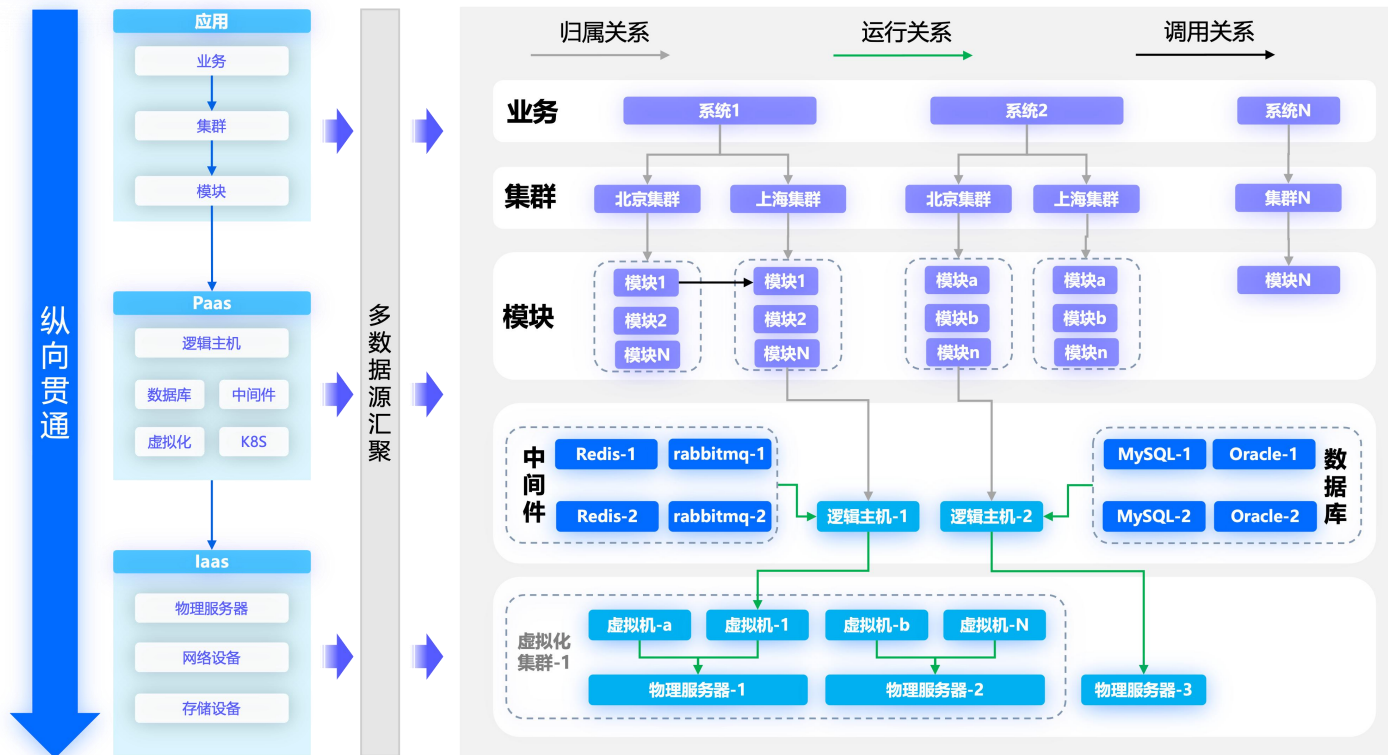 纵向贯通
应用
业务
集群
模块
Paas
逻辑主机
数据库 中间件
虚拟化 K8S
Iaas
物理服务器
网络设备
存储设备
多数据源汇聚
归属关系 运行关系 调用关系
业务 系统1 系统2 系统N
集群 北京集群 上海集群 北京集群 上海集群 集群N
模块
模块1 模块1 模块a 模块a 模块N
模块2 模块2 模块b 模块b
模块N 模块N 模块n 模块n
中间件
Redis-1 rabbitmq-1
Redis-2 rabbitmq-2
逻辑主机-1 逻辑主机-2
MySQL-1 Oracle-1
MySQL-2 Oracle-2
数据库
虚拟化
集群-1
虚拟机-a 虚拟机-1 虚拟机-b 虚拟机-N
物理服务器-1 物理服务器-2 物理服务器-3